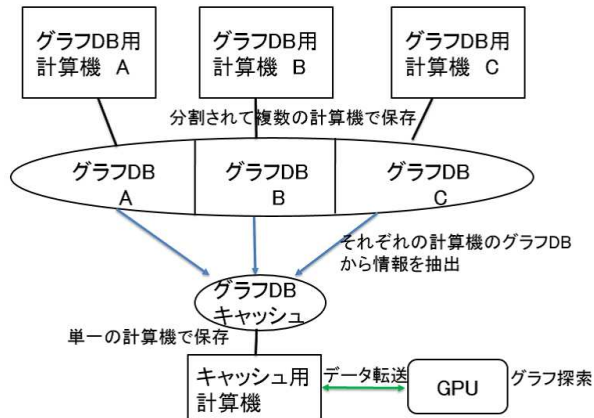 グラフDB用
計算機 A
グラフDB用
計算機 B
グラフDB用
計算機 C
分割されて複数の計算機で保存
グラフDB
A
グラフDB
B
グラフDB
C
それぞれの計算機のグラフDB
から情報を抽出
グラフDB
キャッシュ
単一の計算機で保存
キャッシュ用
計算機
データ転送
GPU
グラフ探索